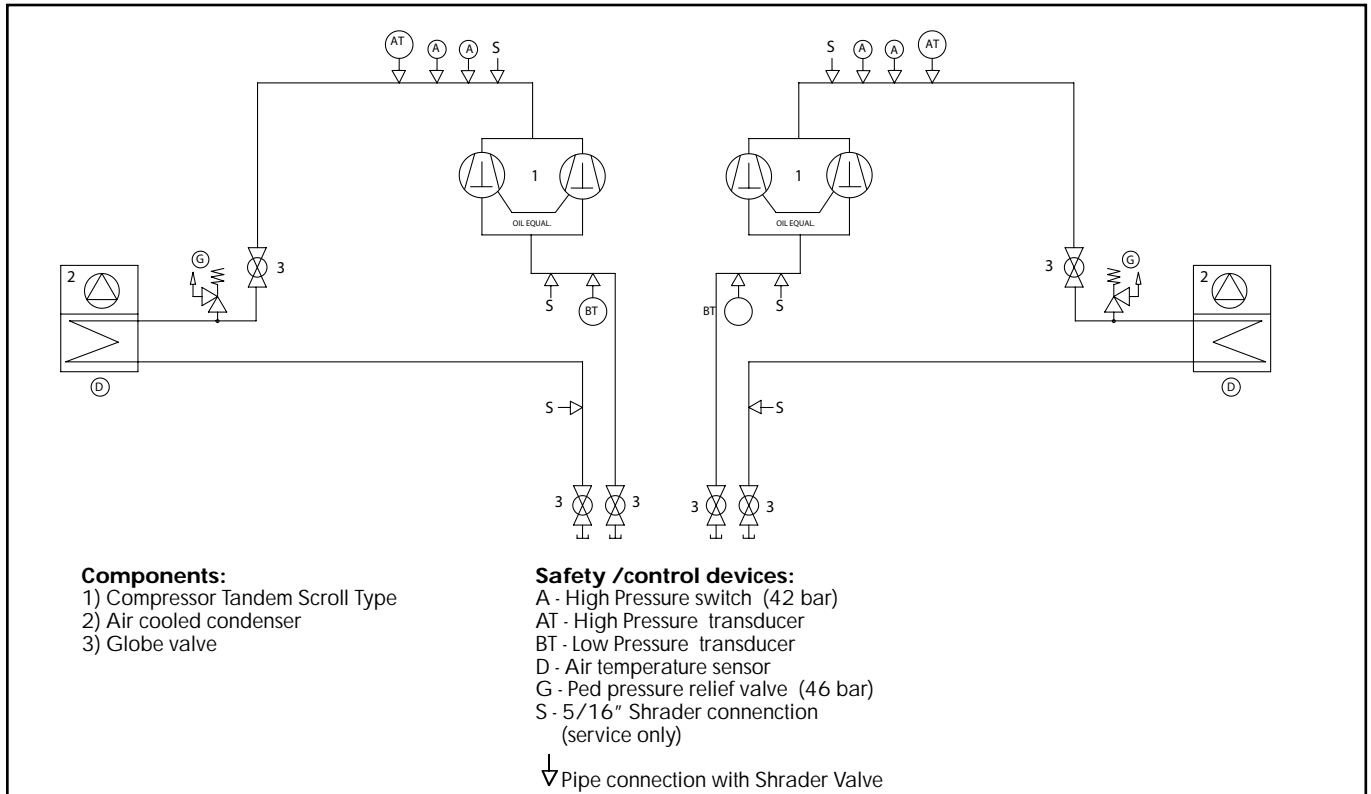 AT A A S S A A AT
1 1
OIL EQUAL. OIL EQUAL.
G 3 3 G
2 2
S BT BT S
D D
S S
3 3 3 3
Components:
1) Compressor Tandem Scroll Type
2) Air cooled condenser
3) Globe valve
Safety /control devices:
A - High Pressure switch (42 bar)
AT - High Pressure transducer
BT - Low Pressure transducer
D - Air temperature sensor
G - Ped pressure relief valve (46 bar)
S - 5/16" Shrader connenction
(service only)
Pipe connection with Shrader Valve